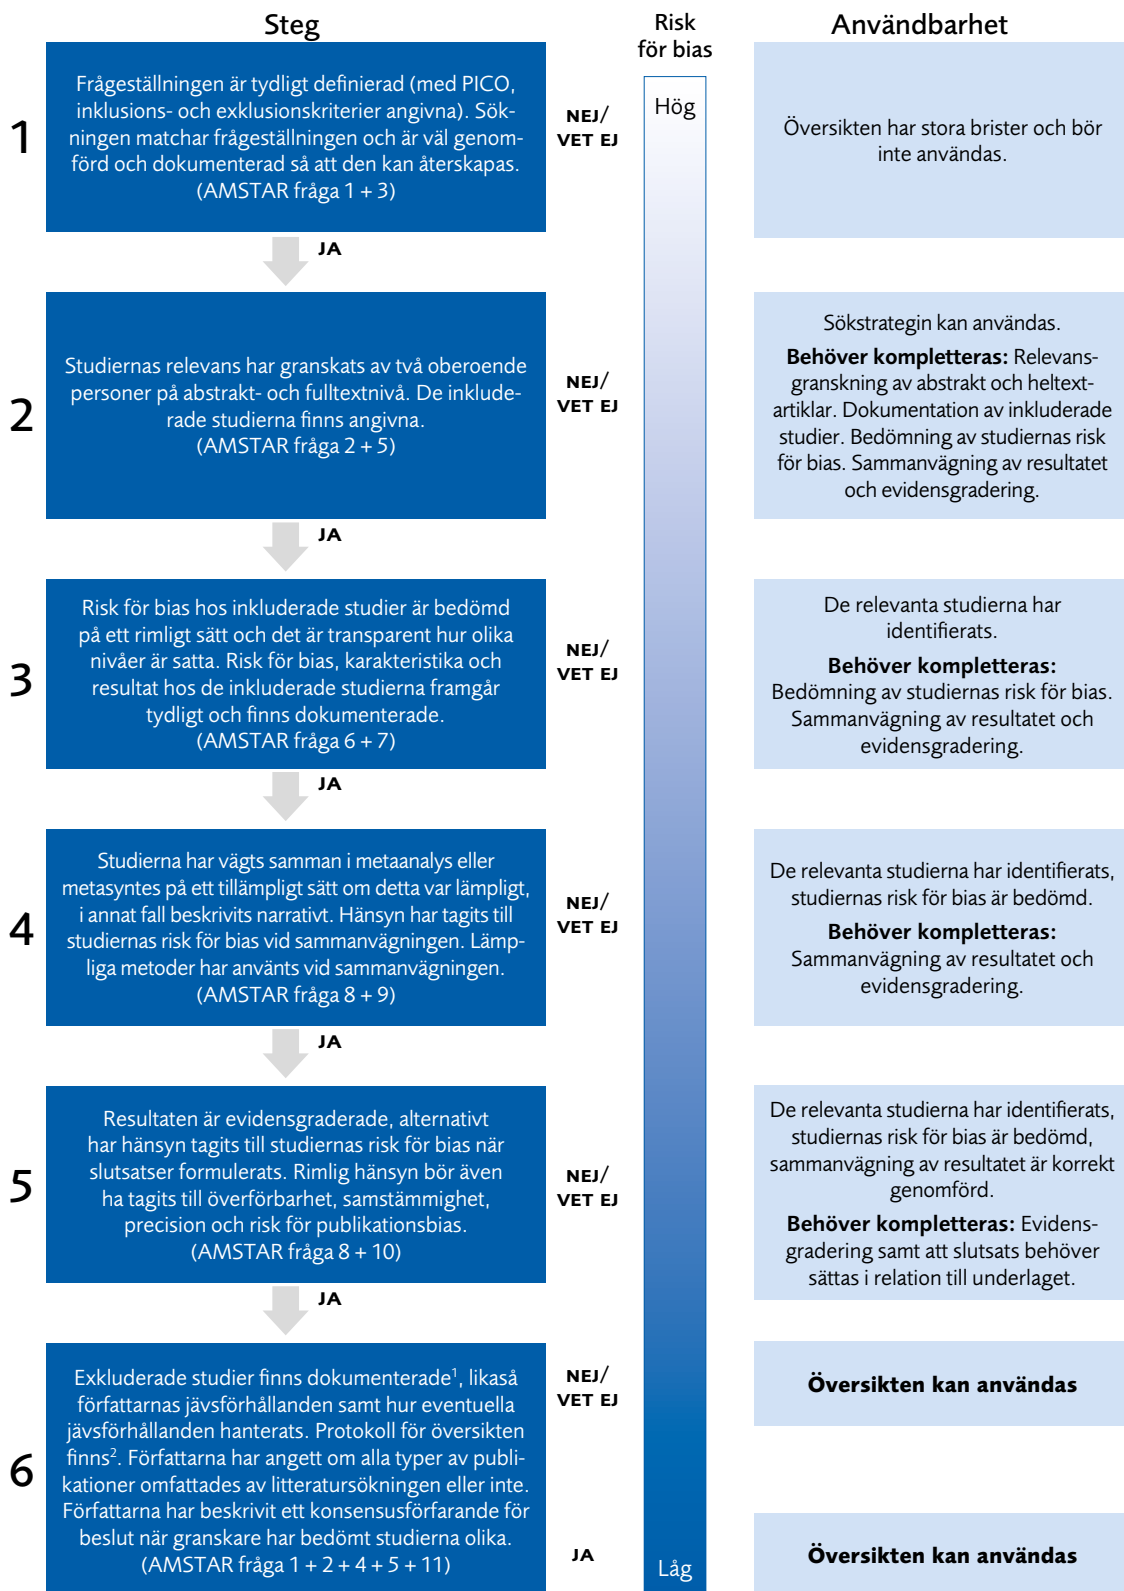 Steg
Risk
för bias
Användbarhet
1
Frågeställningen är tydligt definierad (med PICO,
inklusions- och exklusionskriterier angivna). Sök-
ningen matchar frågeställningen och är väl genom-
förd och dokumenterad så att den kan återskapas.
(AMSTAR fråga 1 + 3)
NEJ/
VET EJ
Hög
Översikten har stora brister och bör
inte användas.
JA
2
Studiernas relevans har granskats av två oberoende
personer på abstrakt- och fulltextnivå. De inklude-
rade studierna finns angivna.
(AMSTAR fråga 2 + 5)
NEJ/
VET EJ
Sökstrategin kan användas.
Behöver kompletteras: Relevans-
granskning av abstrakt och heltext-
artiklar. Dokumentation av inkluderade
studier. Bedömning av studiernas risk
för bias. Sammanvägning av resultatet
och evidensgradering.
JA
3
Risk för bias hos inkluderade studier är bedömd
på ett rimligt sätt och det är transparent hur olika
nivåer är satta. Risk för bias, karakteristika och
resultat hos de inkluderade studierna framgår
tydligt och finns dokumenterade.
(AMSTAR fråga 6 + 7)
NEJ/
VET EJ
De relevanta studierna har
identifierats.
Behöver kompletteras:
Bedömning av studiernas risk för bias.
Sammanvägning av resultatet och
evidensgradering.
JA
4
Studierna har vägts samman i metaanalys eller
metasyntes på ett tillämpligt sätt om detta var lämpligt,
i annat fall beskrivits narrativt. Hänsyn har tagits till
studiernas risk för bias vid sammanvägningen. Lämp-
liga metoder har använts vid sammanvägningen.
(AMSTAR fråga 8 + 9)
NEJ/
VET EJ
De relevanta studierna har identifierats,
studiernas risk för bias är bedömd.
Behöver kompletteras:
Sammanvägning av resultatet och
evidensgradering.
JA
5
Resultaten är evidensgraderade, alternativt
har hänsyn tagits till studiernas risk för bias när
slutsatser formulerats. Rimlig hänsyn bör även
ha tagits till överförbarhet, samstämmighet,
precision och risk för publikationsbias.
(AMSTAR fråga 8 + 10)
NEJ/
VET EJ
De relevanta studierna har identifierats,
studiernas risk för bias är bedömd,
sammanvägning av resultatet är korrekt
genomförd.
Behöver kompletteras: Evidens-
gradering samt att slutsats behöver
sättas i relation till underlaget.
JA
6
Exkluderade studier finns dokumenterade¹, likaså
författarnas jävsförhållanden samt hur eventuella
jävsförhållanden hanterats. Protokoll för översikten
finns². Författarna har angett om alla typer av publi-
kationer omfattades av litteratursökningen eller inte.
Författarna har beskrivit ett konsensusförfarande för
beslut när granskare har bedömt studierna olika.
(AMSTAR fråga 1 + 2 + 4 + 5 + 11)
NEJ/
VET EJ
Översikten kan användas
JA
Låg
Översikten kan användas